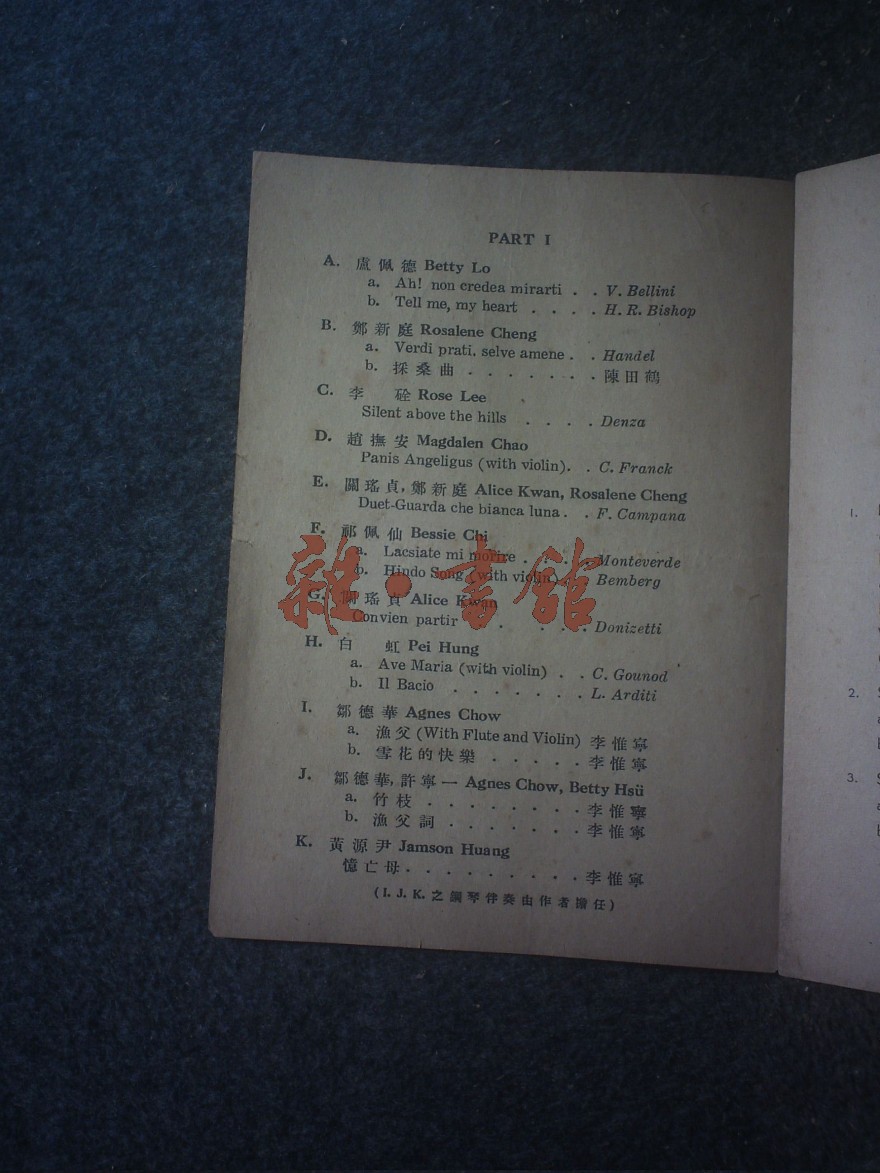 PART I
A. 盧佩德 Betty Lo
a. Ah! non credea mirarti . . V. Bellini
b. Tell me, my heart . . . . H. R. Bishop
B. 鄭新庭 Rosalene Cheng
a. Verdi prati, selve amene . . Handel
b. 採桑曲 . . . . . . . 陳田鶴
C. 李 硂 Rose Lee
Silent above the hills . . . . Denza
D. 趙撫安 Magdalen Chao
Panis Angeligus (with violin). . C. Franck
E. 關瑤貞, 鄭新庭 Alice Kwan, Rosalene Cheng
Duet-Guarda che bianca luna . . F. Campana
F. 祁佩仙 Bessie Chi
a. Lacsiate mi morire . . . . Monteverde
b. Hindo Song (with violin) . . Bemberg
雜·書館
G. 關瑤貞 Alice Kwan
Convien partir . . . . . Donizetti
H. 白 虹 Pei Hung
a. Ave Maria (with violin) . . C. Gounod
b. Il Bacio . . . . . . . L. Arditi
I. 鄒德華 Agnes Chow
a. 漁父 (With Flute and Violin) 李惟寧
b. 雪花的快樂 . . . . . 李惟寧
J. 鄒德華, 許寧一 Agnes Chow, Betty Hsü
a. 竹枝 . . . . . . . . 李惟寧
b. 漁父詞 . . . . . . . 李惟寧
K. 黃源尹 Jamson Huang
憶亡母 . . . . . . . . . 李惟寧
(I. J. K. 之鋼琴伴奏由作者擔任)
1.
2.
3.